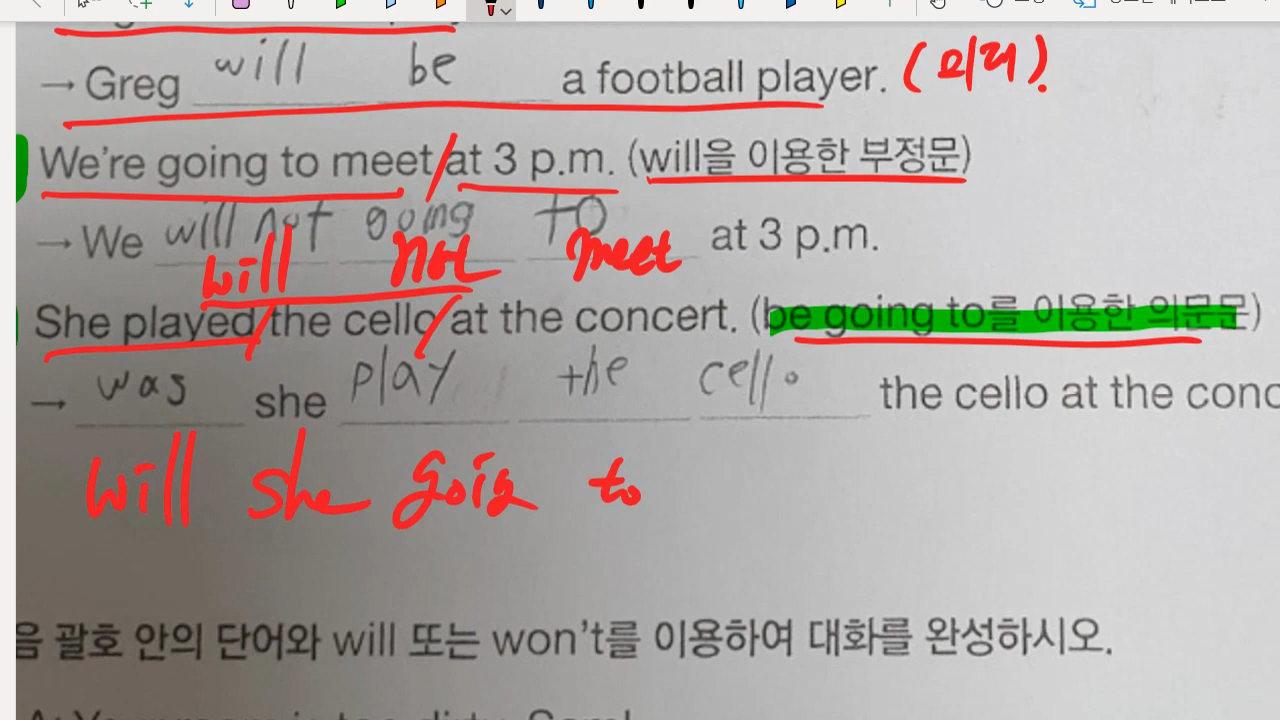 → Greg will be a football player. (미래).
We're going to meet/at 3 p.m. (will을 이용한 부정문)
→ We will not going to at 3 p.m.
will not meet
She played/the cello/at the concert. (be going to를 이용한 의문문)
→ was she play the cello the cello at the conc
will she goig to
음 괄호 안의 단어와 will 또는 won't를 이용하여 대화를 완성하시오.